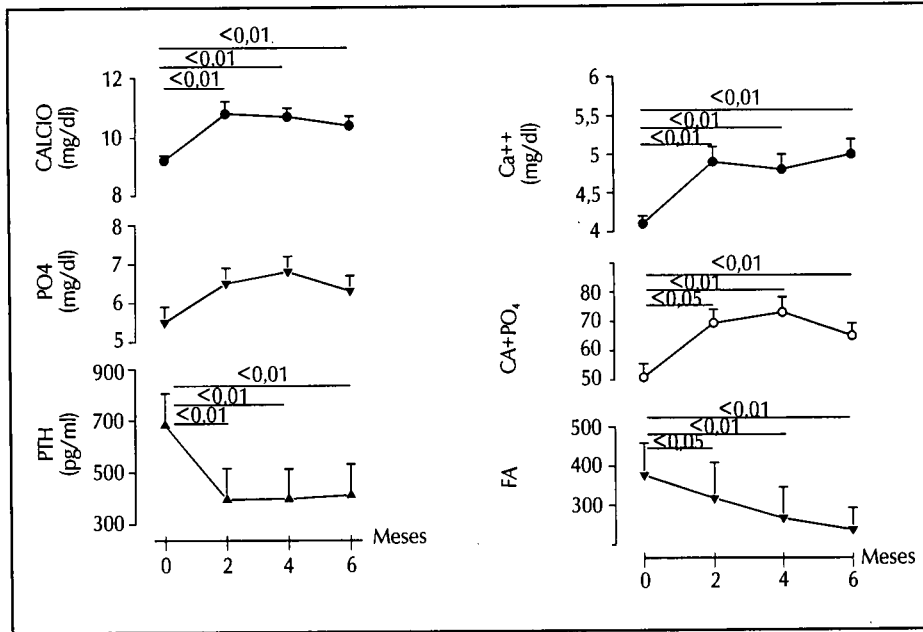 <0,01
<0,01
<0,01
CALCIO
(mg/dl)
12
10
8
PO4
(mg/dl)
8
7
6
5
<0,01
<0,01
<0,01
PTH
(pg/ml)
900
700
500
300
Meses
0 2 4 6
<0,01
<0,01
<0,01
Ca++
(mg/dl)
6
5,5
5
4,5
4
<0,01
<0,01
<0,05
CA+PO₄
80
70
60
50
<0,01
<0,01
<0,05
FA
500
400
300
Meses
0 2 4 6